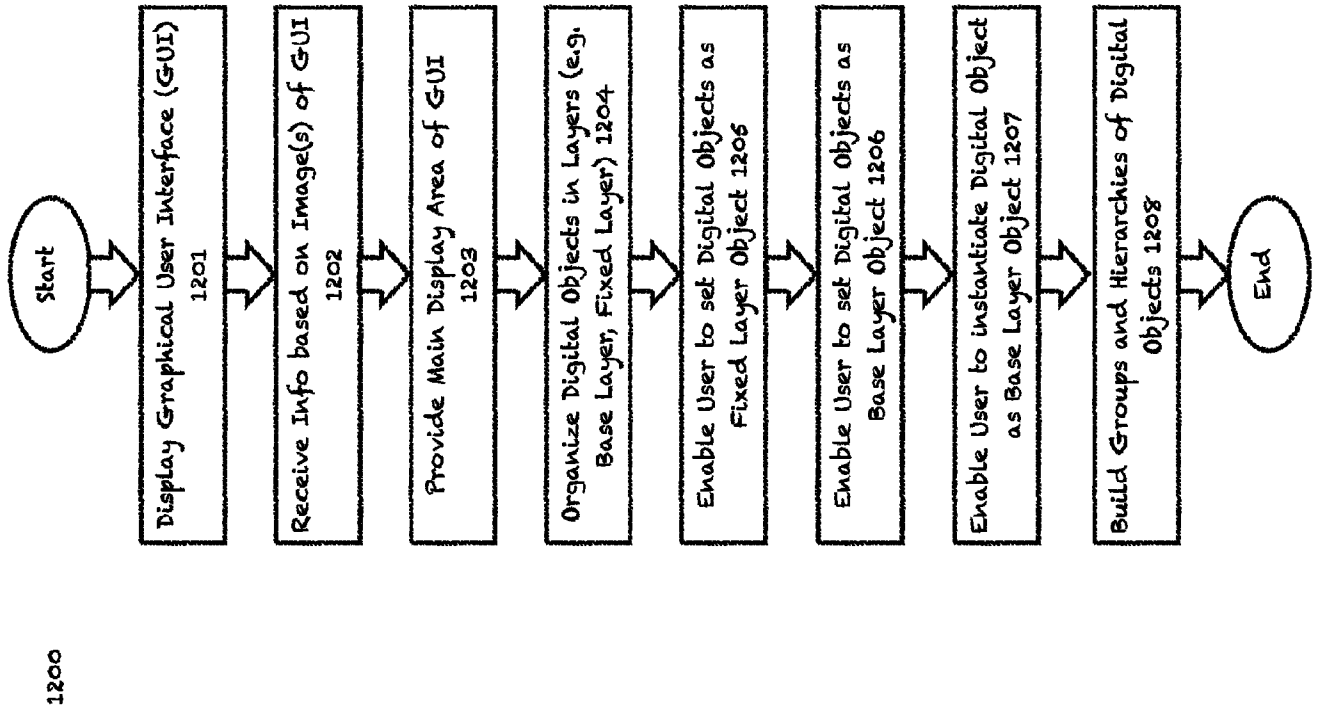 1200
Start
Display Graphical User Interface (GUI)
1201
Receive Info based on Image(s) of GUI
1202
Provide Main Display Area of GUI
1203
Organize Digital Objects in Layers (e.g.
Base Layer, Fixed Layer) 1204
Enable User to set Digital Objects as
Fixed Layer Object 1205
Enable User to set Digital Objects as
Base Layer Object 1206
Enable User to instantiate Digital Object
as Base Layer Object 1207
Build Groups and Hierarchies of Digital
Objects 1208
End